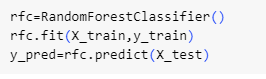 rfc=RandomForestClassifier()
rfc.fit(X_train,y_train)
y_pred=rfc.predict(X_test)